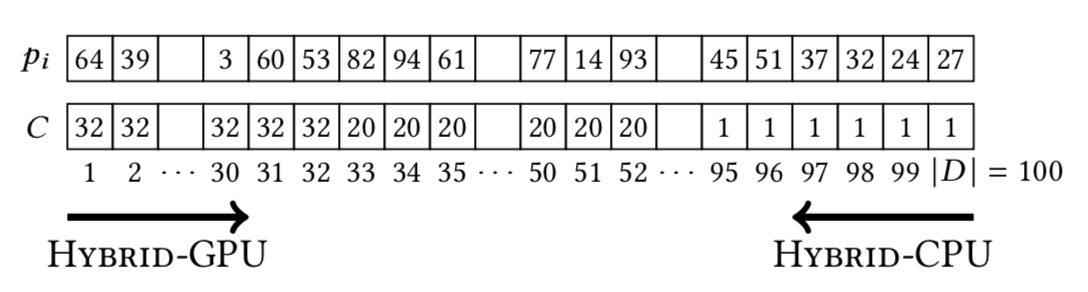 pᵢ 64 39 3 60 53 82 94 61 77 14 93 45 51 37 32 24 27
C 32 32 32 32 32 20 20 20 20 20 20 1 1 1 1 1 1
1 2 ··· 30 31 32 33 34 35 ··· 50 51 52 ··· 95 96 97 98 99 |D| = 100
HYBRID-GPU HYBRID-CPU